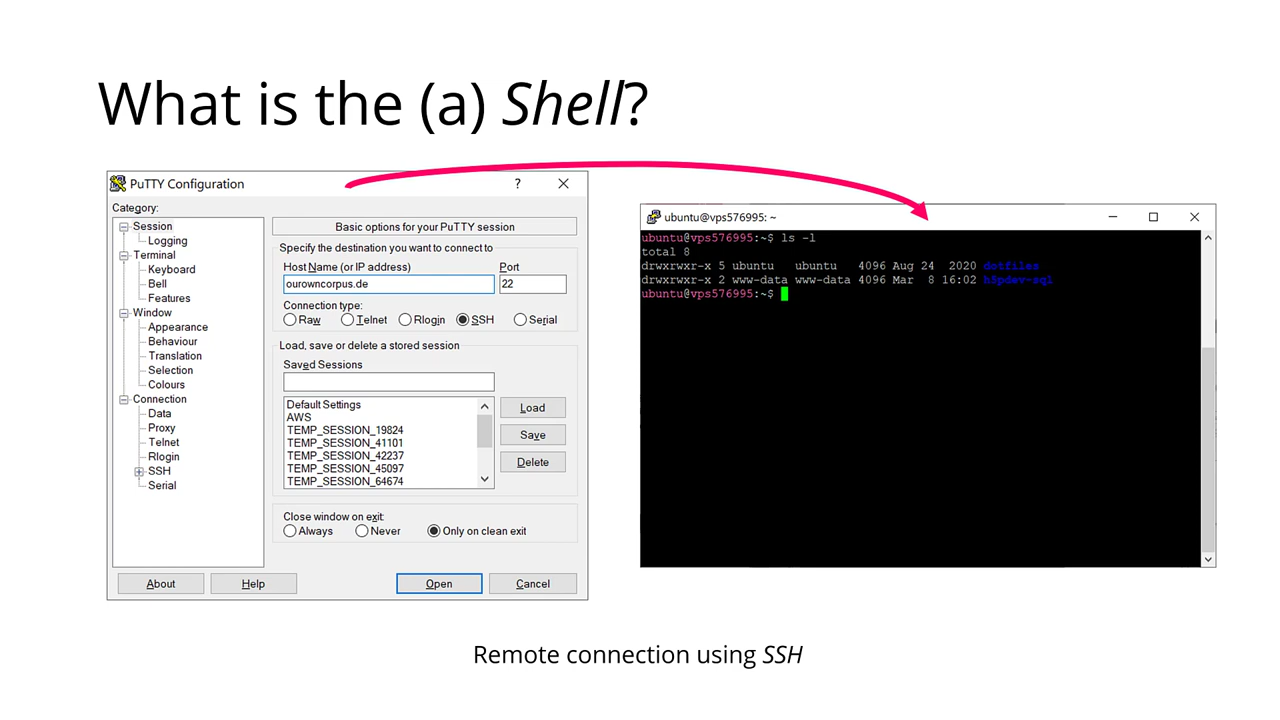 What is the (a) Shell?
PuTTY Configuration
?
Category:
Session
Logging
Terminal
Keyboard
Bell
Features
Window
Appearance
Behaviour
Translation
Selection
Colours
Connection
Data
Proxy
Telnet
Rlogin
SSH
Serial
Basic options for your PuTTY session
Specify the destination you want to connect to
Host Name (or IP address) Port
ourowncorpus.de 22
Connection type:
Raw Telnet Rlogin SSH Serial
Load, save or delete a stored session
Saved Sessions
Default Settings
AWS
TEMP_SESSION_19824
TEMP_SESSION_41101
TEMP_SESSION_42237
TEMP_SESSION_45097
TEMP_SESSION_64674
Load
Save
Delete
Close window on exit:
Always Never Only on clean exit
About Help Open Cancel
ubuntu@vps576995: ~
ubuntu@vps576995:~$ ls -l
total 8
drwxrwxr-x 5 ubuntu ubuntu 4096 Aug 24 2020 dotfiles
drwxrwxr-x 2 www-data www-data 4096 Mar 8 16:02 h5pdev-sql
ubuntu@vps576995:~$
Remote connection using SSH